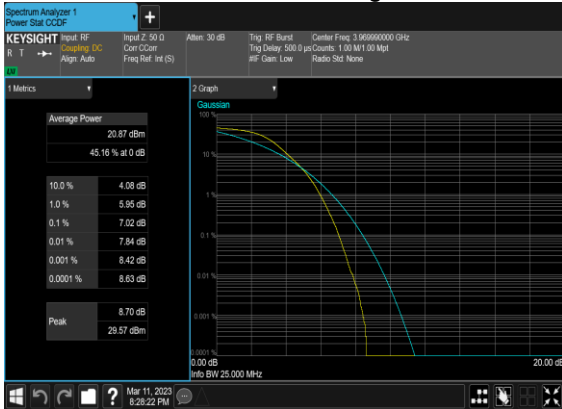 Spectrum Analyzer 1
Power Stat CCDF
+
KEYSIGHT
R T
LXI
Input: RF
Coupling: DC
Align: Auto
Input Z: 50 Ω
Corr CCorr
Freq Ref: Int (S)
Atten: 30 dB
Trig: RF Burst
Trig Delay: 500.0 µs
#IF Gain: Low
Center Freq: 3.969990000 GHz
Counts: 1.00 M/1.00 Mpt
Radio Std: None
1 Metrics
Average Power
20.87 dBm
45.16 % at 0 dB
10.0 % 4.08 dB
1.0 % 5.95 dB
0.1 % 7.02 dB
0.01 % 7.84 dB
0.001 % 8.42 dB
0.0001 % 8.63 dB
Peak
8.70 dB
29.57 dBm
2 Graph
Gaussian
100 %
10 %
1 %
0.1 %
0.01 %
0.001 %
0.0001 %
0.00 dB
20.00 dB
Info BW 25.000 MHz
?
Mar 11, 2023
8:28:22 PM